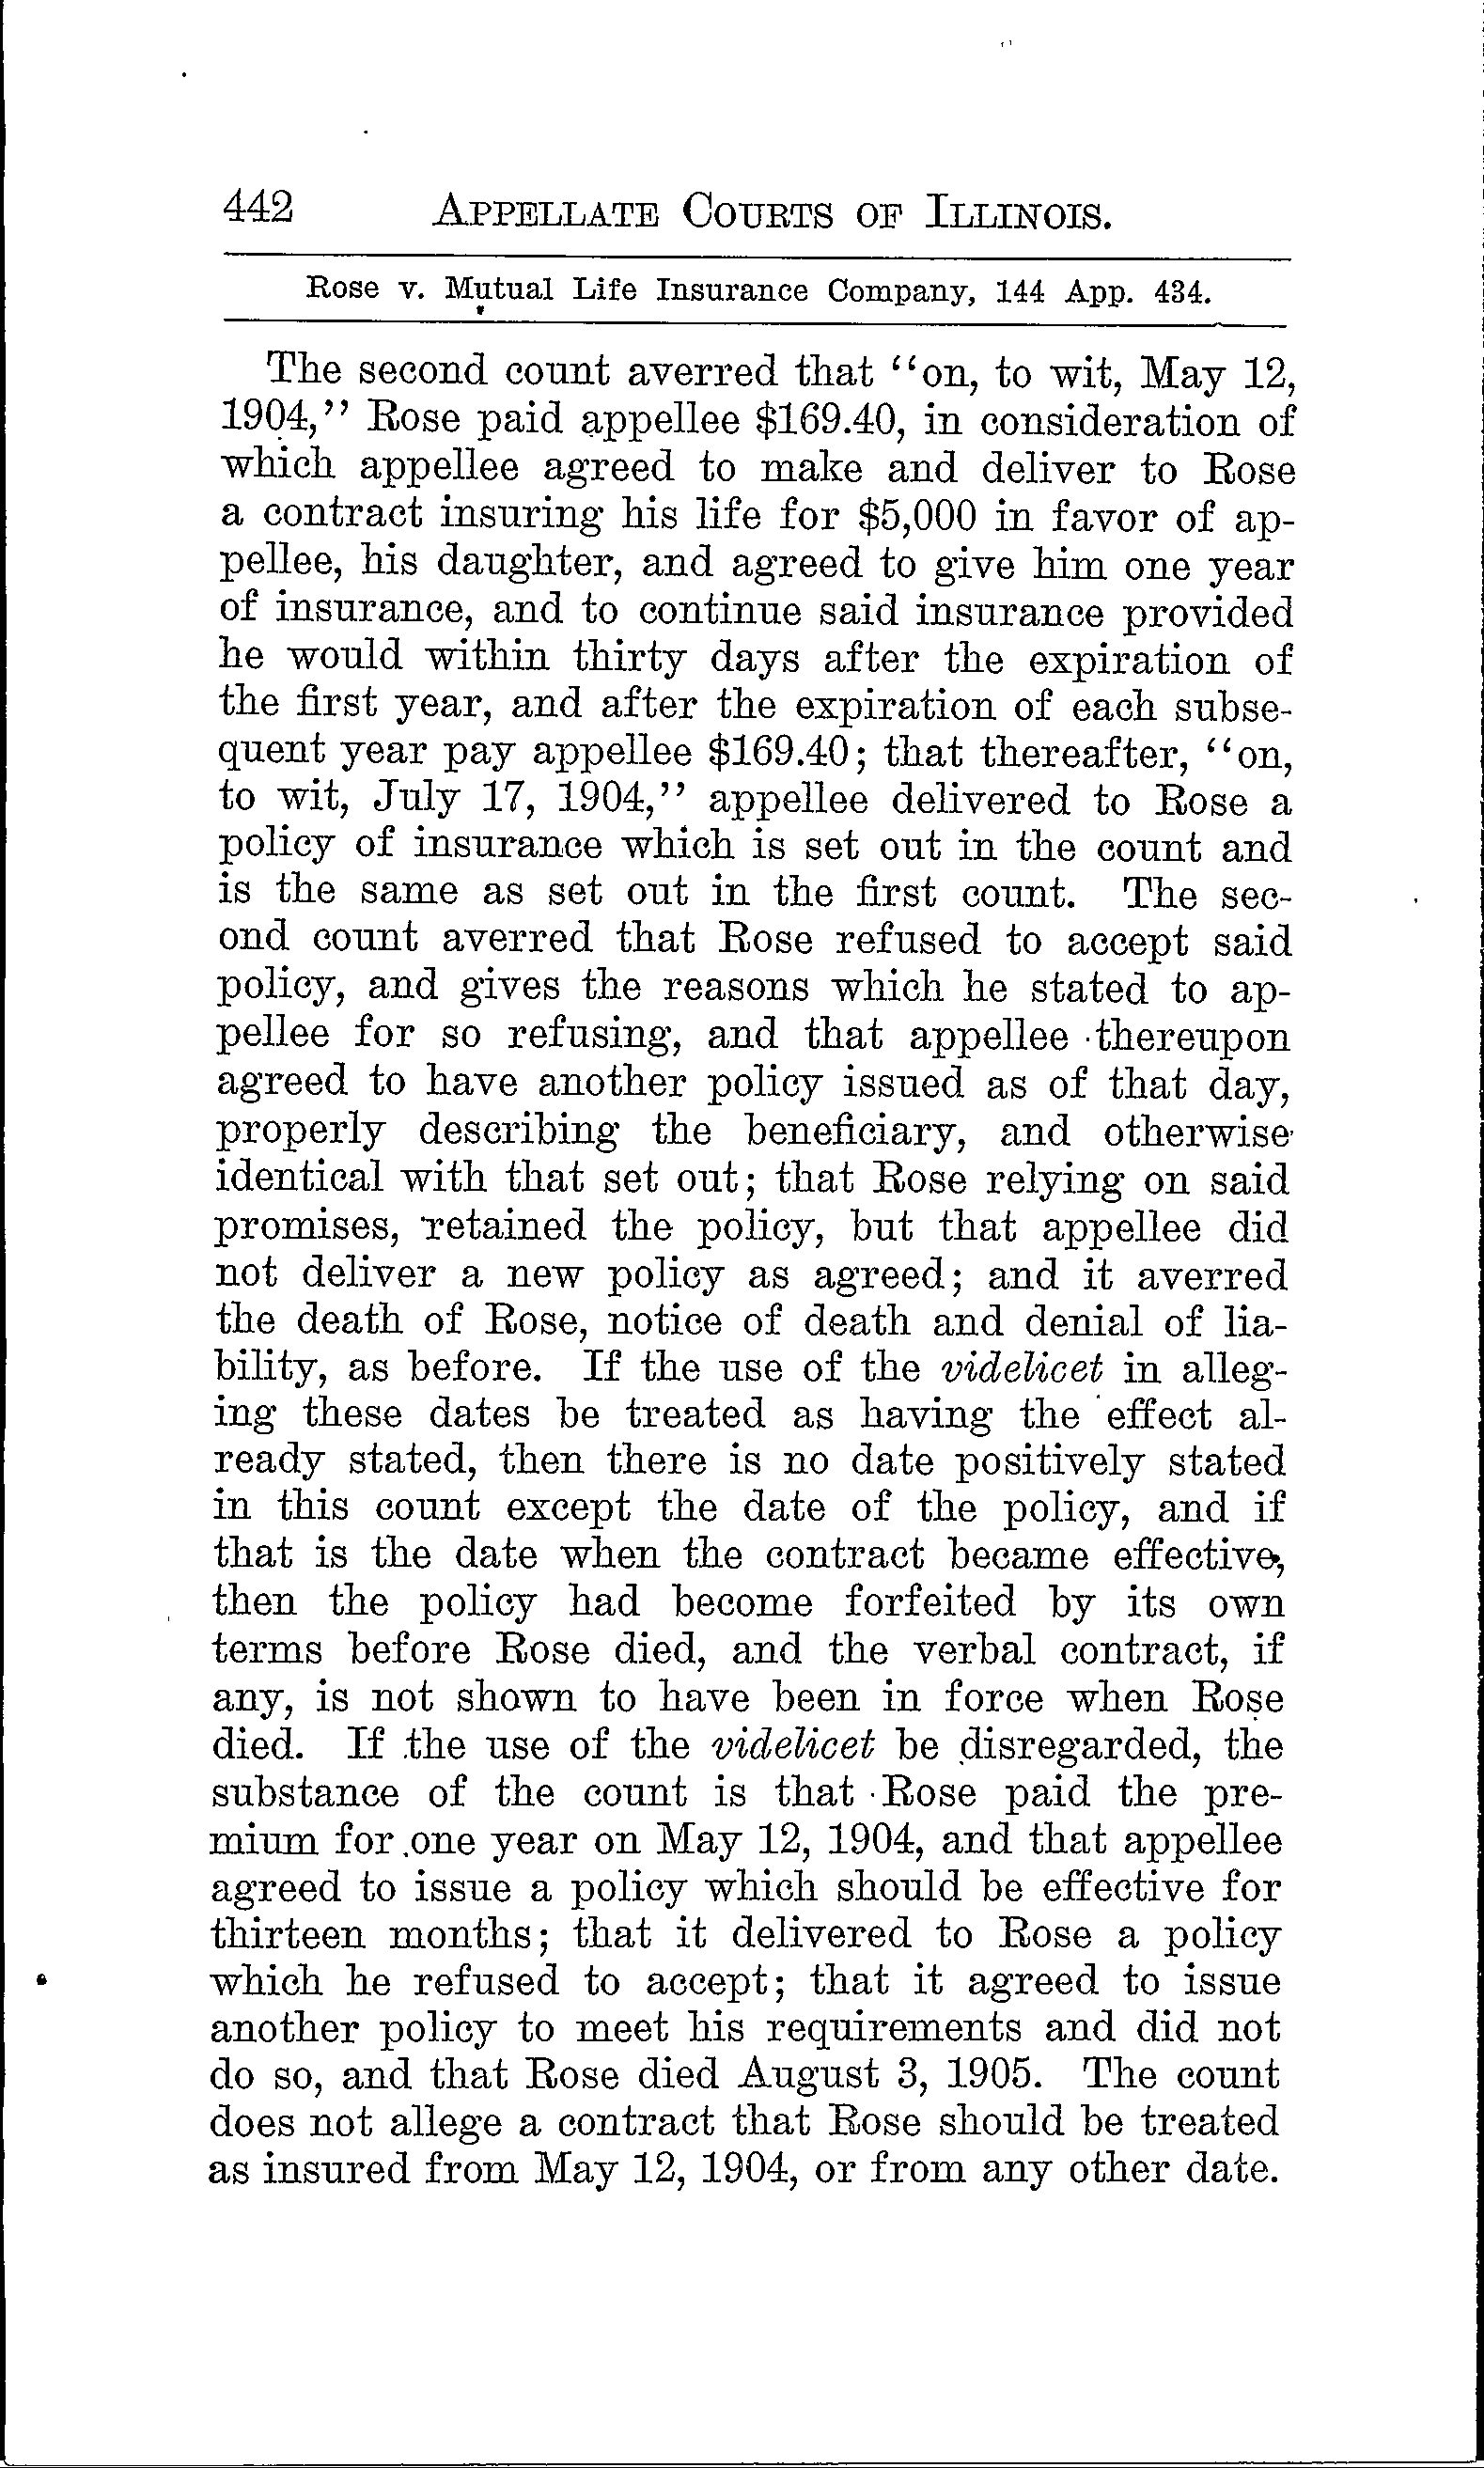 442 APPELLATE COURTS OF ILLINOIS.
Rose v. Mutual Life Insurance Company, 144 App. 434.
The second count averred that “on, to wit, May 12,
1904,” Rose paid appellee $169.40, in consideration of
which appellee agreed to make and deliver to Rose
a contract insuring his life for $5,000 in favor of ap-
pellee, his daughter, and agreed to give him one year
of insurance, and to continue said insurance provided
he would within thirty days after the expiration of
the first year, and after the expiration of each subse-
quent year pay appellee $169.40; that thereafter, “on,
to wit, July 17, 1904,” appellee delivered to Rose a
policy of insurance which is set out in the count and
is the same as set out in the first count. The sec-
ond count averred that Rose refused to accept said
policy, and gives the reasons which he stated to ap-
pellee for so refusing, and that appellee thereupon
agreed to have another policy issued as of that day,
properly describing the beneficiary, and otherwise
identical with that set out; that Rose relying on said
promises, retained the policy, but that appellee did
not deliver a new policy as agreed; and it averred
the death of Rose, notice of death and denial of lia-
bility, as before. If the use of the videlicet in alleg-
ing these dates be treated as having the effect al-
ready stated, then there is no date positively stated
in this count except the date of the policy, and if
that is the date when the contract became effective,
then the policy had become forfeited by its own
terms before Rose died, and the verbal contract, if
any, is not shown to have been in force when Rose
died. If the use of the videlicet be disregarded, the
substance of the count is that Rose paid the pre-
mium for one year on May 12, 1904, and that appellee
agreed to issue a policy which should be effective for
thirteen months; that it delivered to Rose a policy
which he refused to accept; that it agreed to issue
another policy to meet his requirements and did not
do so, and that Rose died August 3, 1905. The count
does not allege a contract that Rose should be treated
as insured from May 12, 1904, or from any other date.